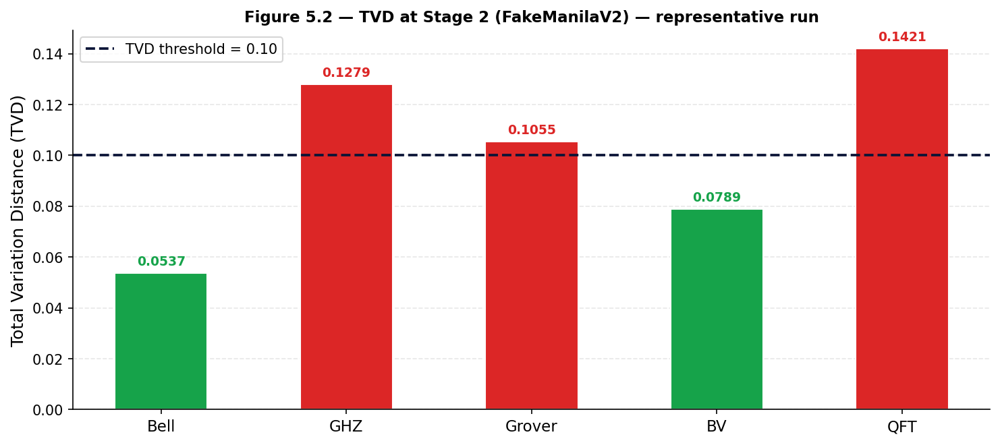 Figure 5.2 — TVD at Stage 2 (FakeManilaV2) — representative run
TVD threshold = 0.10
Total Variation Distance (TVD)
0.14
0.12
0.10
0.08
0.06
0.04
0.02
0.00
0.0537
0.1279
0.1055
0.0789
0.1421
Bell
GHZ
Grover
BV
QFT